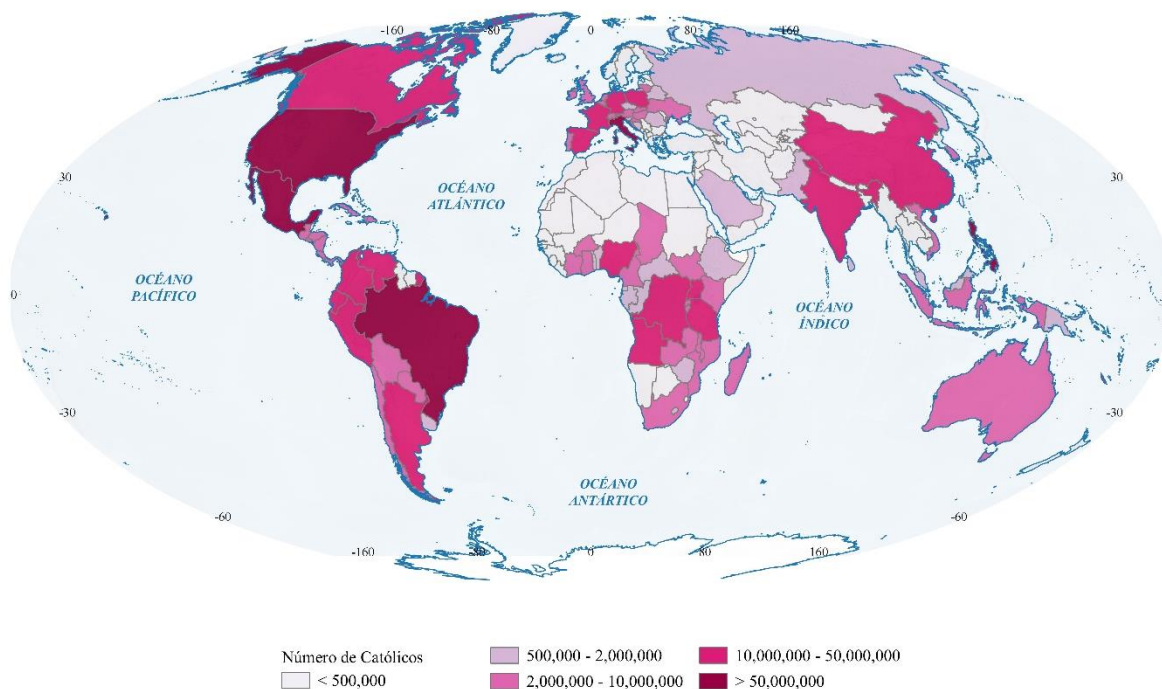 -160 -80 0 80 160
30 30
OCÉANO
ATLÁNTICO
OCÉANO
PACÍFICO
0 0
OCÉANO
ÍNDICO
-30 -30
OCÉANO
ANTÁRTICO
-60 -60
-160 -80 0 80 160
Número de Católicos
< 500,000
500,000 - 2,000,000
2,000,000 - 10,000,000
10,000,000 - 50,000,000
> 50,000,000